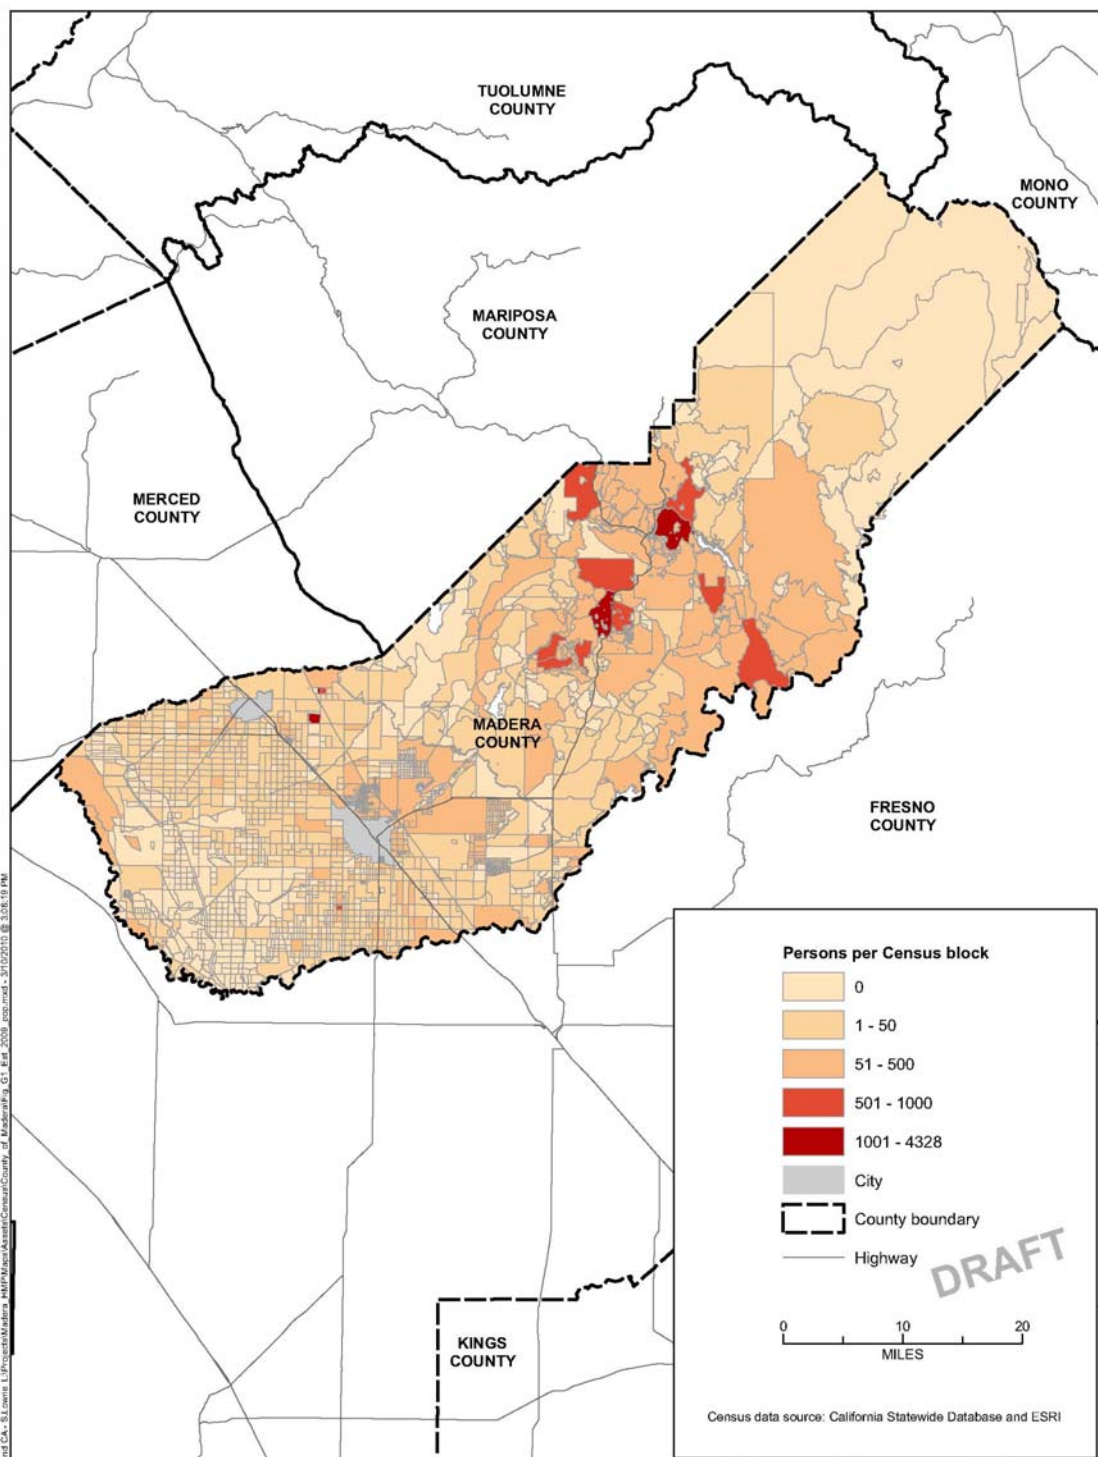 TUOLUMNE
COUNTY
MONO
COUNTY
MARIPOSA
COUNTY
MERCED
COUNTY
MADERA
COUNTY
FRESNO
COUNTY
Persons per Census block
0
1 - 50
51 - 500
501 - 1000
1001 - 4328
City
County boundary
Highway
DRAFT
0 10 20
MILES
KINGS
COUNTY
Census data source: California Statewide Database and ESRI